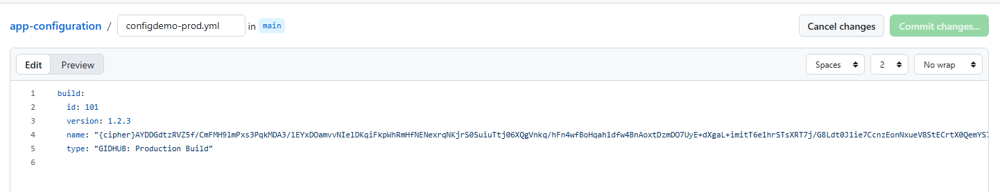 app-configuration / configdemo-prod.yml in main Cancel changes Commit changes...
Edit Preview Spaces 2 No wrap
1 build:
2 id: 101
3 version: 1.2.3
4 name: "{cipher}AYDDGdtzRVZ5f/CmFMH9lmPxs3PqkMDA3/lEYxDOamvvNIelDKqiFkpWhRmHfNENexrqNKjrS0SuiuTtj06XQgVnkq/hFn4wfBoHqah1dfw4BnAoxtDzmDO7UyE+dXgaL+imitT6e1hrSTsXRT7j/G8Ldt0J1ie7CcnzEonNxueV8StECrtX0QemYS7
5 type: "GIDHUB: Production Build"
6